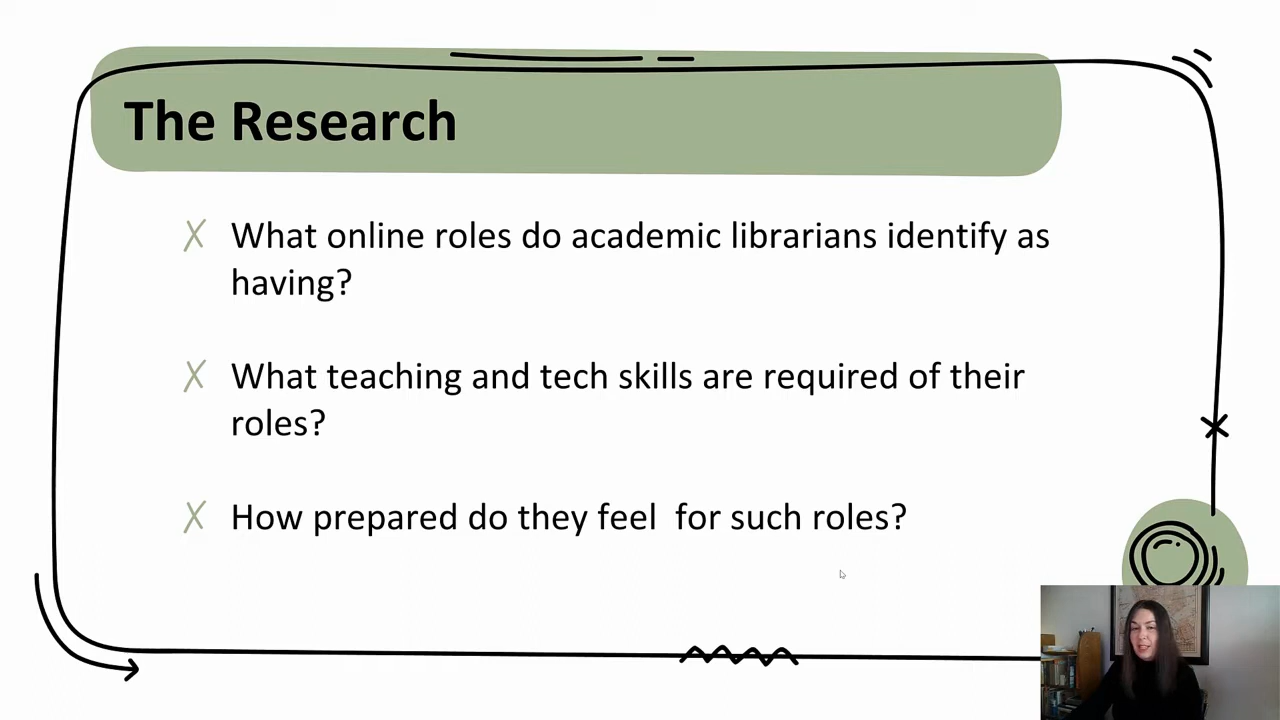 The Research
What online roles do academic librarians identify as
having?
What teaching and tech skills are required of their
roles?
How prepared do they feel  for such roles?